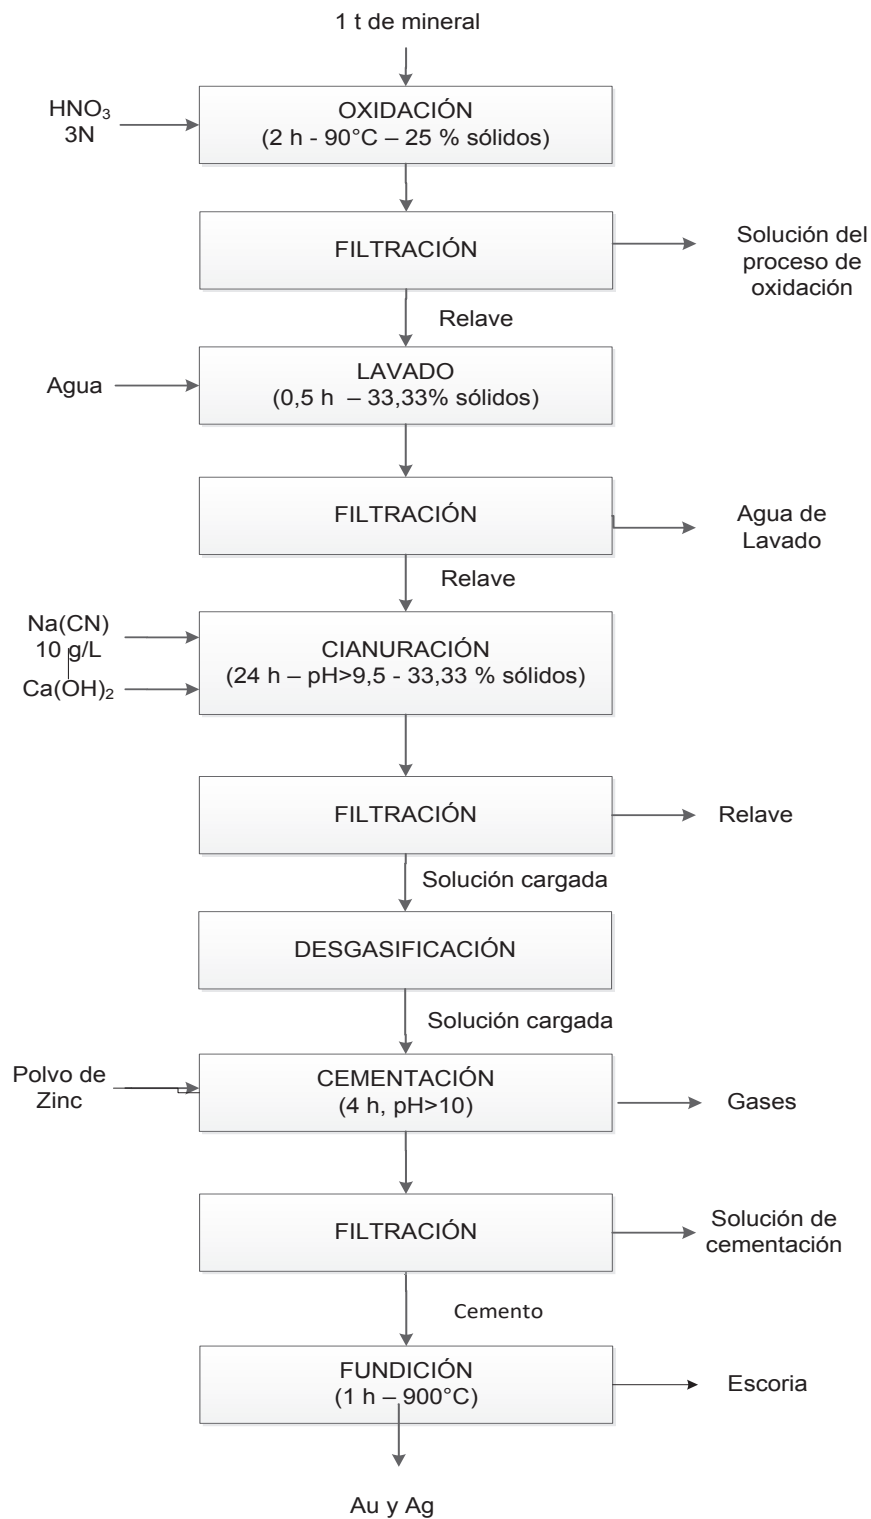 1 t de mineral
HNO₃
3N
OXIDACIÓN
(2 h - 90°C – 25 % sólidos)
FILTRACIÓN
Solución del
proceso de
oxidación
Relave
Agua
LAVADO
(0,5 h – 33,33% sólidos)
FILTRACIÓN
Agua de
Lavado
Relave
Na(CN)
10 g/L
Ca(OH)₂
CIANURACIÓN
(24 h – pH>9,5 - 33,33 % sólidos)
FILTRACIÓN
Relave
Solución cargada
DESGASIFICACIÓN
Solución cargada
Polvo de
Zinc
CEMENTACIÓN
(4 h, pH>10)
Gases
FILTRACIÓN
Solución de
cementación
Cemento
FUNDICIÓN
(1 h – 900°C)
Escoria
Au y Ag